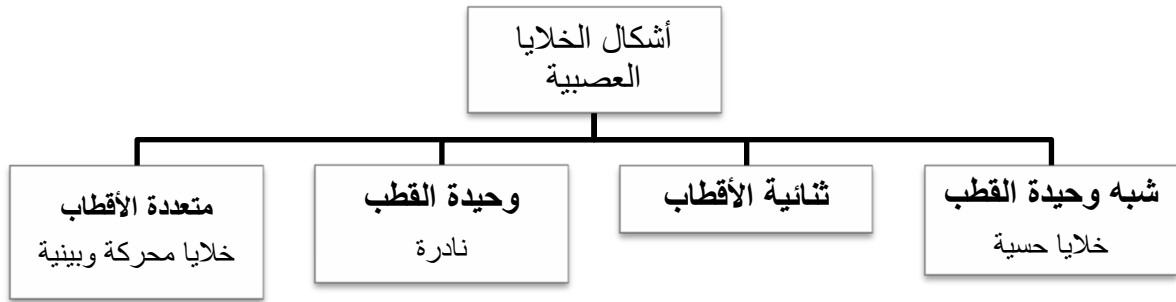 أشكال الخلايا
العصبية
شبه وحيدة القطب
خلايا حسية
ثنائية الأقطاب
وحيدة القطب
نادرة
متعددة الأقطاب
خلايا محركة وبينية